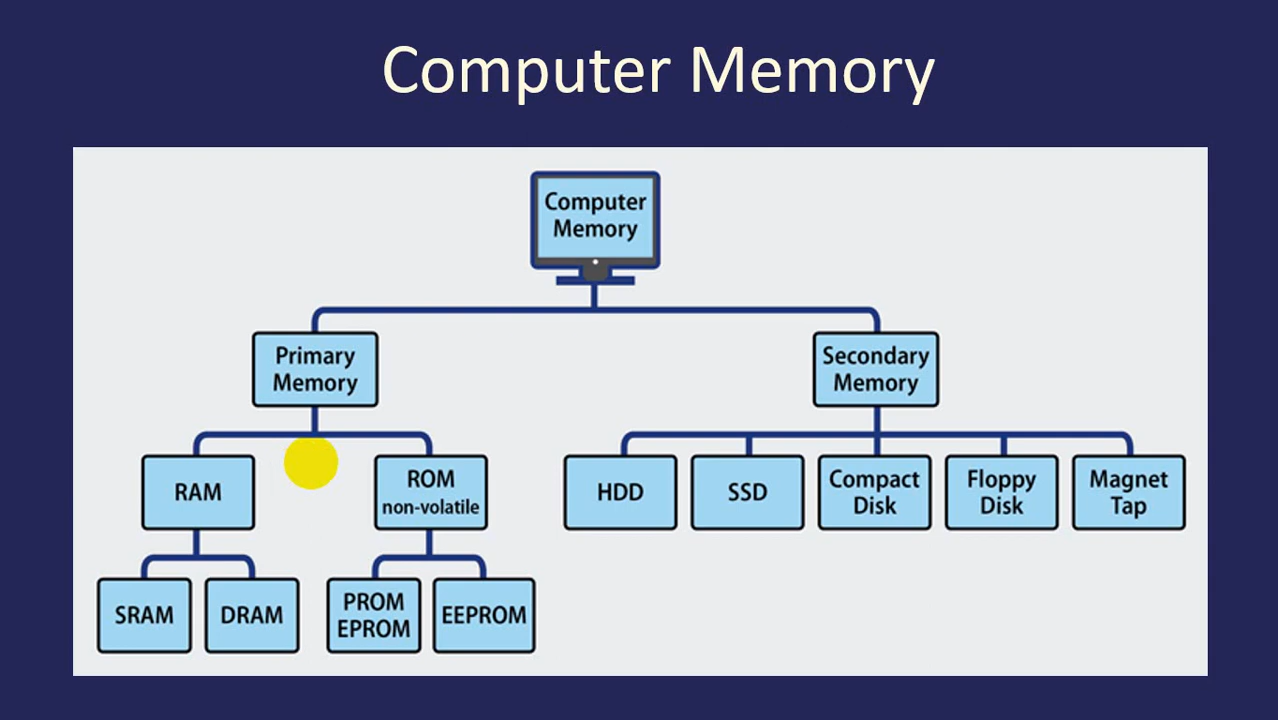 Computer Memory
Computer
Memory
Primary
Memory
Secondary
Memory
RAM
ROM
non-volatile
HDD
SSD
Compact
Disk
Floppy
Disk
Magnet
Tap
SRAM
DRAM
PROM
EPROM
EEPROM